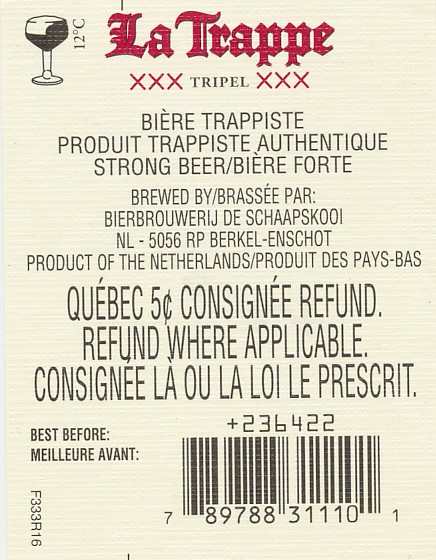 12°C
La Trappe
XXX TRIPEL XXX
BIÈRE TRAPPISTE
PRODUIT TRAPPISTE AUTHENTIQUE
STRONG BEER/BIÈRE FORTE
BREWED BY/BRASSÉE PAR:
BIERBROUWERIJ DE SCHAAPSKOOI
NL - 5056 RP BERKEL-ENSCHOT
PRODUCT OF THE NETHERLANDS/PRODUIT DES PAYS-BAS
QUÉBEC 5¢ CONSIGNÉE REFUND.
REFUND WHERE APPLICABLE.
CONSIGNÉE LÀ OU LA LOI LE PRESCRIT.
+236422
BEST BEFORE:
MEILLEURE AVANT:
7 89788 31110 1
F333R16